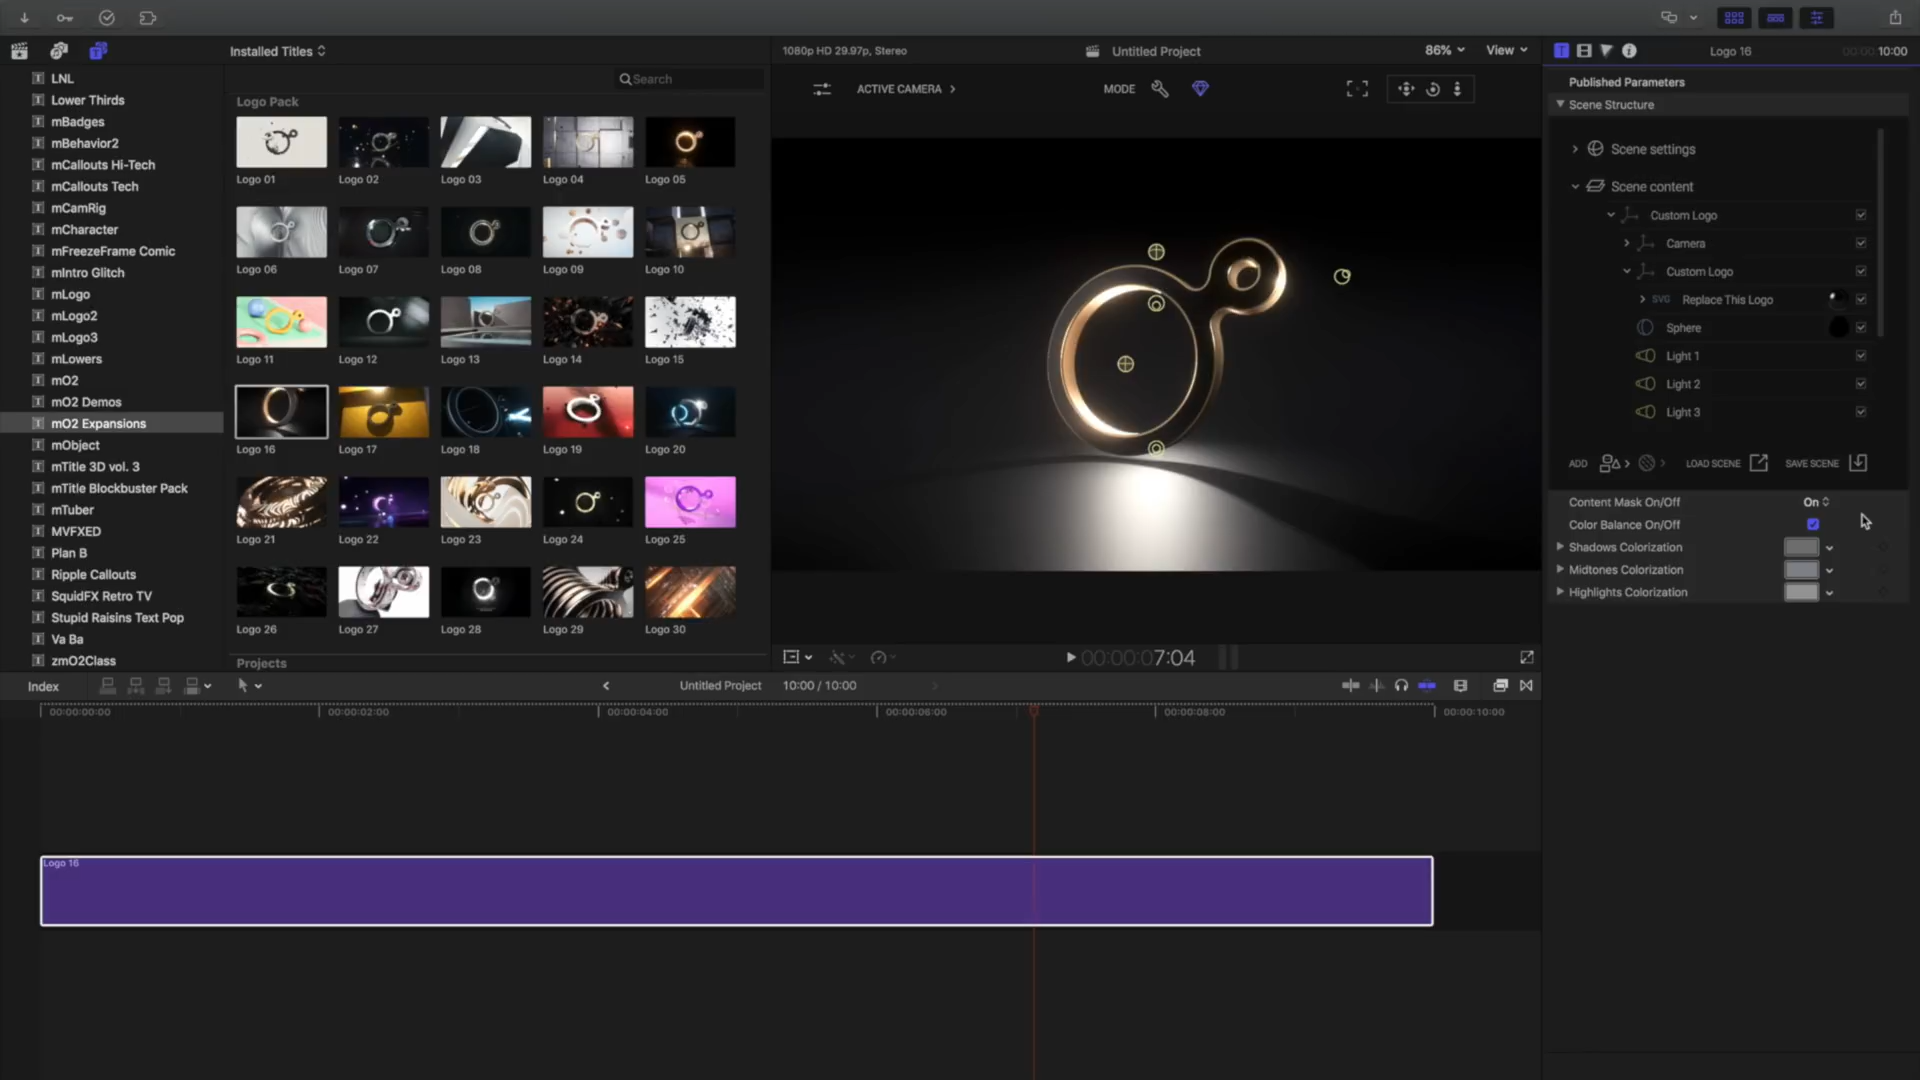 Installed Titles
1080p HD 29.97p, Stereo
Untitled Project
86%
View
Logo 16
00:00:10:00
LNL
Lower Thirds
mBadges
mBehavior2
mCallouts Hi-Tech
mCallouts Tech
mCamRig
mCharacter
mFreezeFrame Comic
mIntro Glitch
mLogo
mLogo2
mLogo3
mLowers
mO2
mO2 Demos
mO2 Expansions
mObject
mTitle 3D vol. 3
mTitle Blockbuster Pack
mTuber
MVFXED
Plan B
Ripple Callouts
SquidFX Retro TV
Stupid Raisins Text Pop
Va Ba
zmO2Class
Search
Logo Pack
Logo 01
Logo 02
Logo 03
Logo 04
Logo 05
Logo 06
Logo 07
Logo 08
Logo 09
Logo 10
Logo 11
Logo 12
Logo 13
Logo 14
Logo 15
Logo 16
Logo 17
Logo 18
Logo 19
Logo 20
Logo 21
Logo 22
Logo 23
Logo 24
Logo 25
Logo 26
Logo 27
Logo 28
Logo 29
Logo 30
Projects
ACTIVE CAMERA
MODE
00:00:07:04
Published Parameters
Scene Structure
Scene settings
Scene content
Custom Logo
Camera
Custom Logo
SVG Replace This Logo
Sphere
Light 1
Light 2
Light 3
ADD
LOAD SCENE
SAVE SCENE
Content Mask On/Off
On
Color Balance On/Off
Shadows Colorization
Midtones Colorization
Highlights Colorization
Index
Untitled Project
10:00 / 10:00
00:00:00:00
00:00:02:00
00:00:04:00
00:00:06:00
00:00:08:00
00:00:10:00
Logo 16